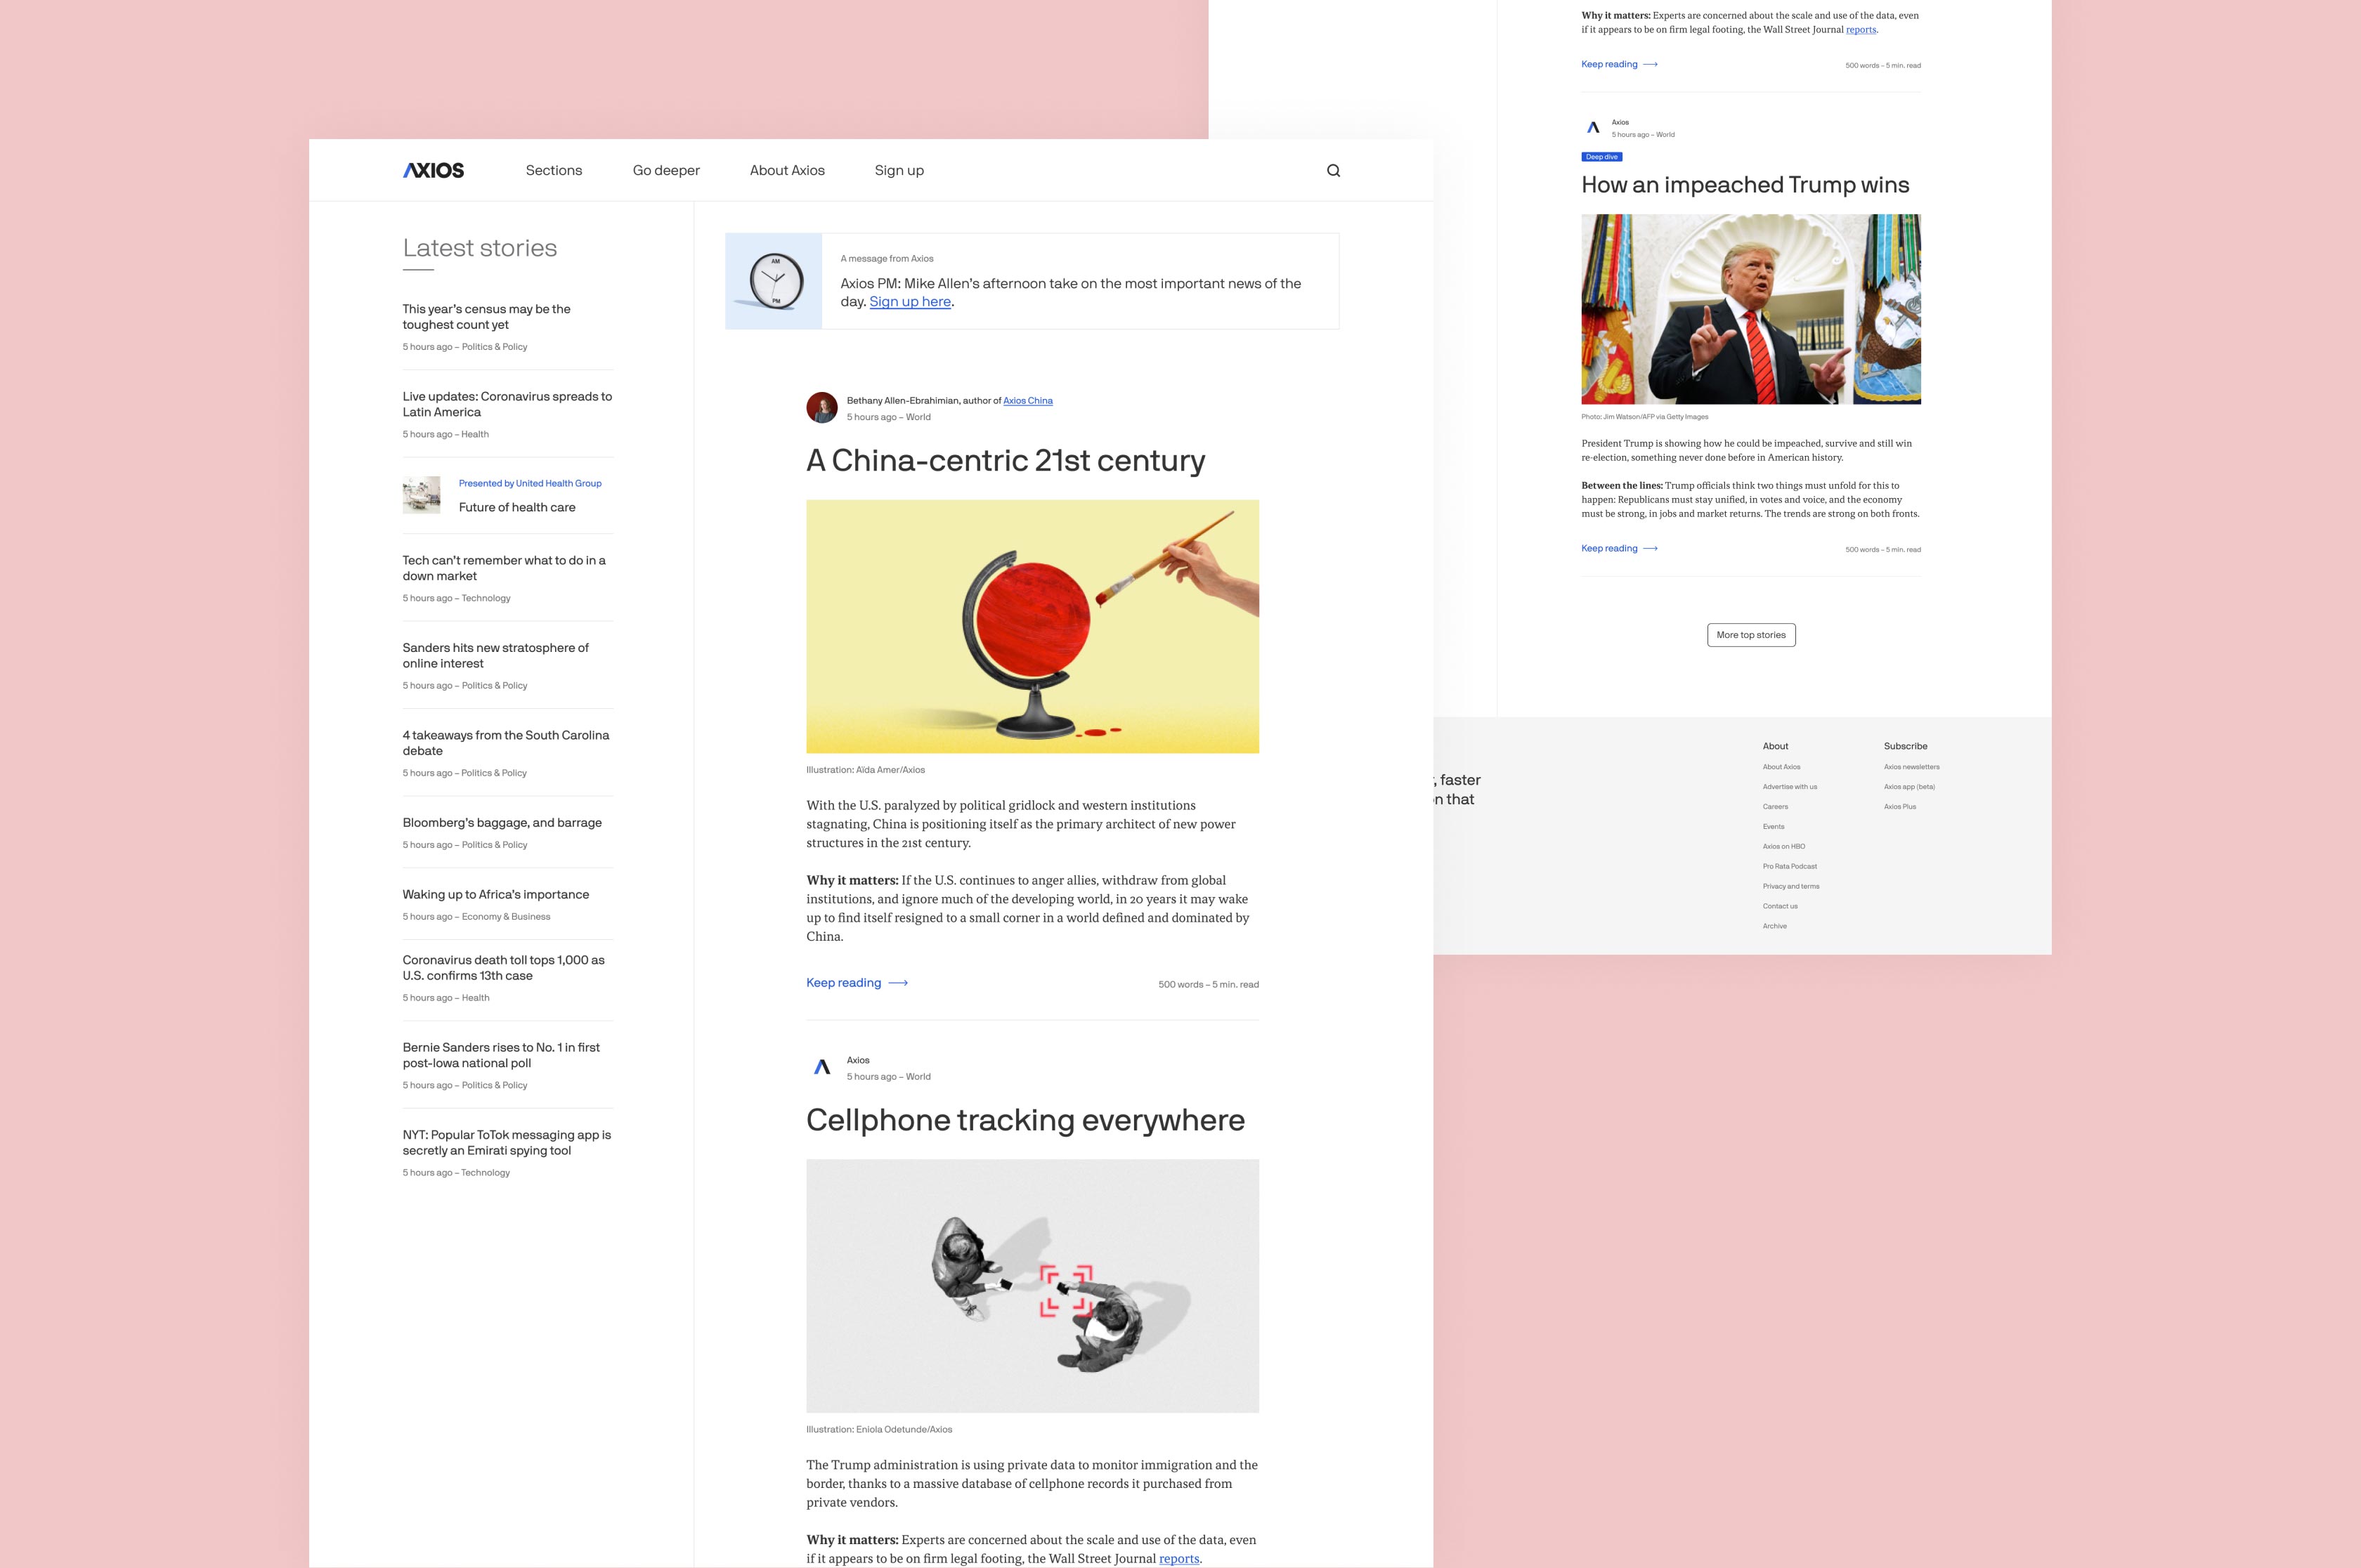 AXIOS
Sections
Go deeper
About Axios
Sign up
Latest stories
This year's census may be the
toughest count yet
5 hours ago – Politics & Policy
Live updates: Coronavirus spreads to
Latin America
5 hours ago – Health
Presented by United Health Group
Future of health care
Tech can't remember what to do in a
down market
5 hours ago – Technology
Sanders hits new stratosphere of
online interest
5 hours ago – Politics & Policy
4 takeaways from the South Carolina
debate
5 hours ago – Politics & Policy
Bloomberg's baggage, and barrage
5 hours ago – Politics & Policy
Waking up to Africa's importance
5 hours ago – Economy & Business
Coronavirus death toll tops 1,000 as
U.S. confirms 13th case
5 hours ago – Health
Bernie Sanders rises to No. 1 in first
post-Iowa national poll
5 hours ago – Politics & Policy
NYT: Popular ToTok messaging app is
secretly an Emirati spying tool
5 hours ago – Technology
AM
PM
A message from Axios
Axios PM: Mike Allen's afternoon take on the most important news of the
day. Sign up here.
Bethany Allen-Ebrahimian, author of Axios China
5 hours ago – World
A China-centric 21st century
Illustration: Aïda Amer/Axios
With the U.S. paralyzed by political gridlock and western institutions
stagnating, China is positioning itself as the primary architect of new power
structures in the 21st century.
Why it matters: If the U.S. continues to anger allies, withdraw from global
institutions, and ignore much of the developing world, in 20 years it may wake
up to find itself resigned to a small corner in a world defined and dominated by
China.
Keep reading
500 words – 5 min. read
Axios
5 hours ago – World
Cellphone tracking everywhere
Illustration: Eniola Odetunde/Axios
The Trump administration is using private data to monitor immigration and the
border, thanks to a massive database of cellphone records it purchased from
private vendors.
Why it matters: Experts are concerned about the scale and use of the data, even
if it appears to be on firm legal footing, the Wall Street Journal reports.
Why it matters: Experts are concerned about the scale and use of the data, even
if it appears to be on firm legal footing, the Wall Street Journal reports.
Keep reading
500 words – 5 min. read
Axios
5 hours ago – World
Deep dive
How an impeached Trump wins
Photo: Jim Watson/AFP via Getty Images
President Trump is showing how he could be impeached, survive and still win
re-election, something never done before in American history.
Between the lines: Trump officials think two things must unfold for this to
happen: Republicans must stay unified, in votes and voice, and the economy
must be strong, in jobs and market returns. The trends are strong on both fronts.
Keep reading
500 words – 5 min. read
More top stories
, faster
n that
About
About Axios
Advertise with us
Careers
Events
Axios on HBO
Pro Rata Podcast
Privacy and terms
Contact us
Archive
Subscribe
Axios newsletters
Axios app (beta)
Axios Plus